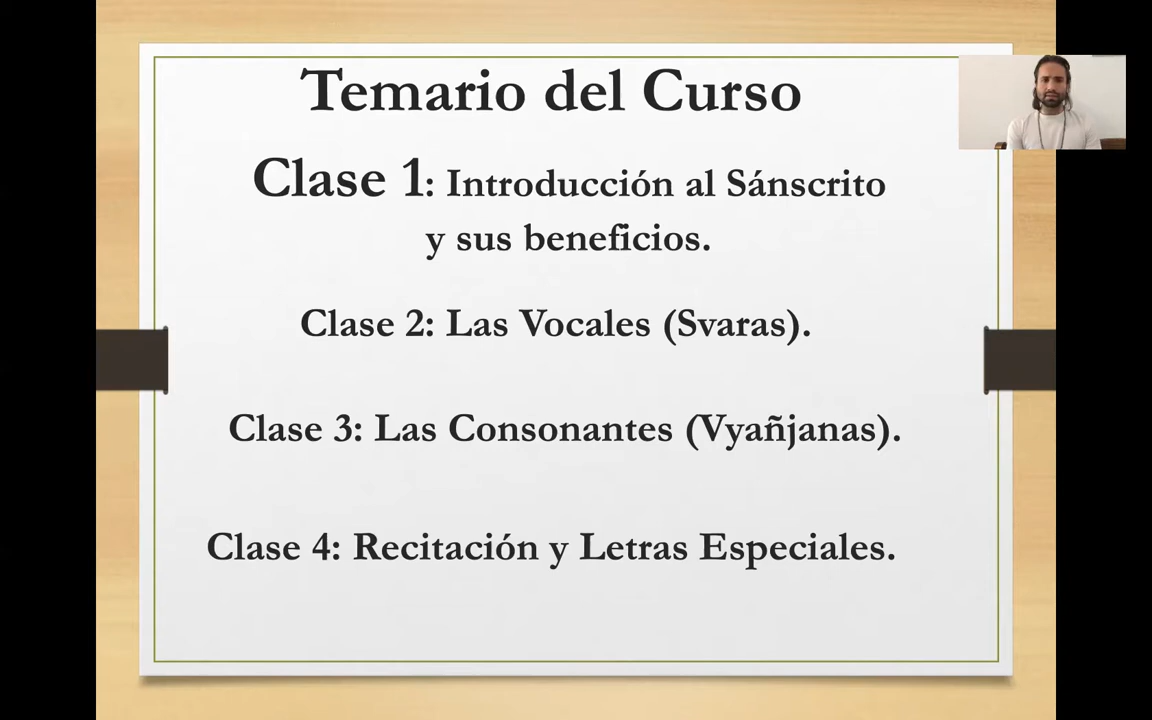 Temario del Curso
Clase 1: Introducción al Sánscrito
y sus beneficios.
Clase 2: Las Vocales (Svaras).
Clase 3: Las Consonantes (Vyañjanas).
Clase 4: Recitación y Letras Especiales.